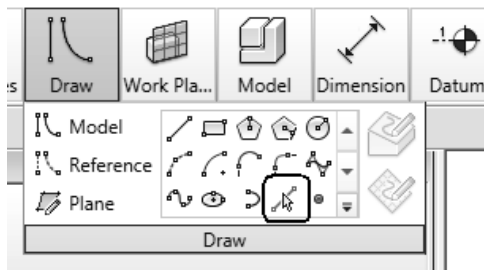 s
Draw
Work Pla...
Model
Dimension
Datum
Model
Reference
Plane
Draw